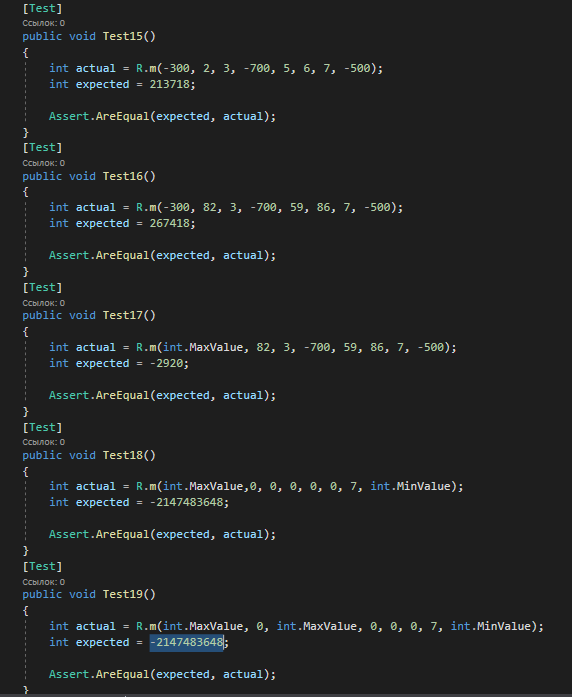 [Test]
Ссылок: 0
public void Test15()
{
int actual = R.m(-300, 2, 3, -700, 5, 6, 7, -500);
int expected = 213718;
Assert.AreEqual(expected, actual);
}
[Test]
Ссылок: 0
public void Test16()
{
int actual = R.m(-300, 82, 3, -700, 59, 86, 7, -500);
int expected = 267418;
Assert.AreEqual(expected, actual);
}
[Test]
Ссылок: 0
public void Test17()
{
int actual = R.m(int.MaxValue, 82, 3, -700, 59, 86, 7, -500);
int expected = -2920;
Assert.AreEqual(expected, actual);
}
[Test]
Ссылок: 0
public void Test18()
{
int actual = R.m(int.MaxValue,0, 0, 0, 0, 0, 7, int.MinValue);
int expected = -2147483648;
Assert.AreEqual(expected, actual);
}
[Test]
Ссылок: 0
public void Test19()
{
int actual = R.m(int.MaxValue, 0, int.MaxValue, 0, 0, 0, 7, int.MinValue);
int expected = -2147483648;
Assert.AreEqual(expected, actual);
}